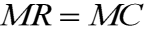 MR = MC